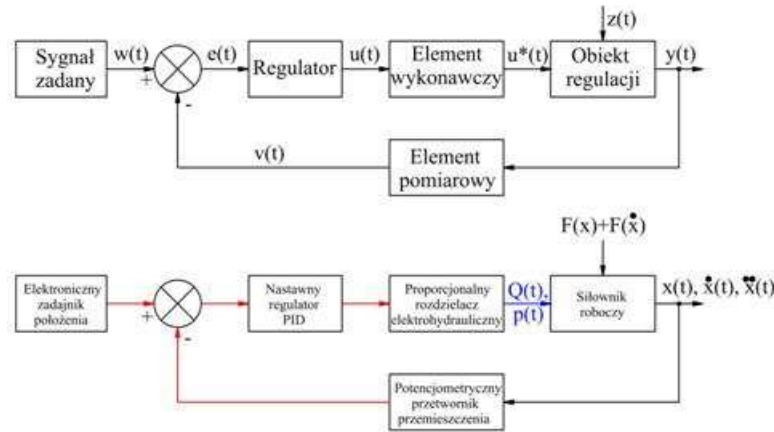 z(t)
Sygnał
zadany
w(t)
+
-
e(t)
Regulator
u(t)
Element
wykonawczy
u*(t)
Obiekt
regulacji
y(t)
v(t)
Element
pomiarowy
F(x)+F(ẋ)
Elektroniczny
zadajnik
położenia
+
-
Nastawny
regulator
PID
Proporcjonalny
rozdzielacz
elektrohydrauliczny
Q(t),
p(t)
Siłownik
roboczy
x(t), ẋ(t), ẍ(t)
Potencjometryczny
przetwornik
przemieszczenia